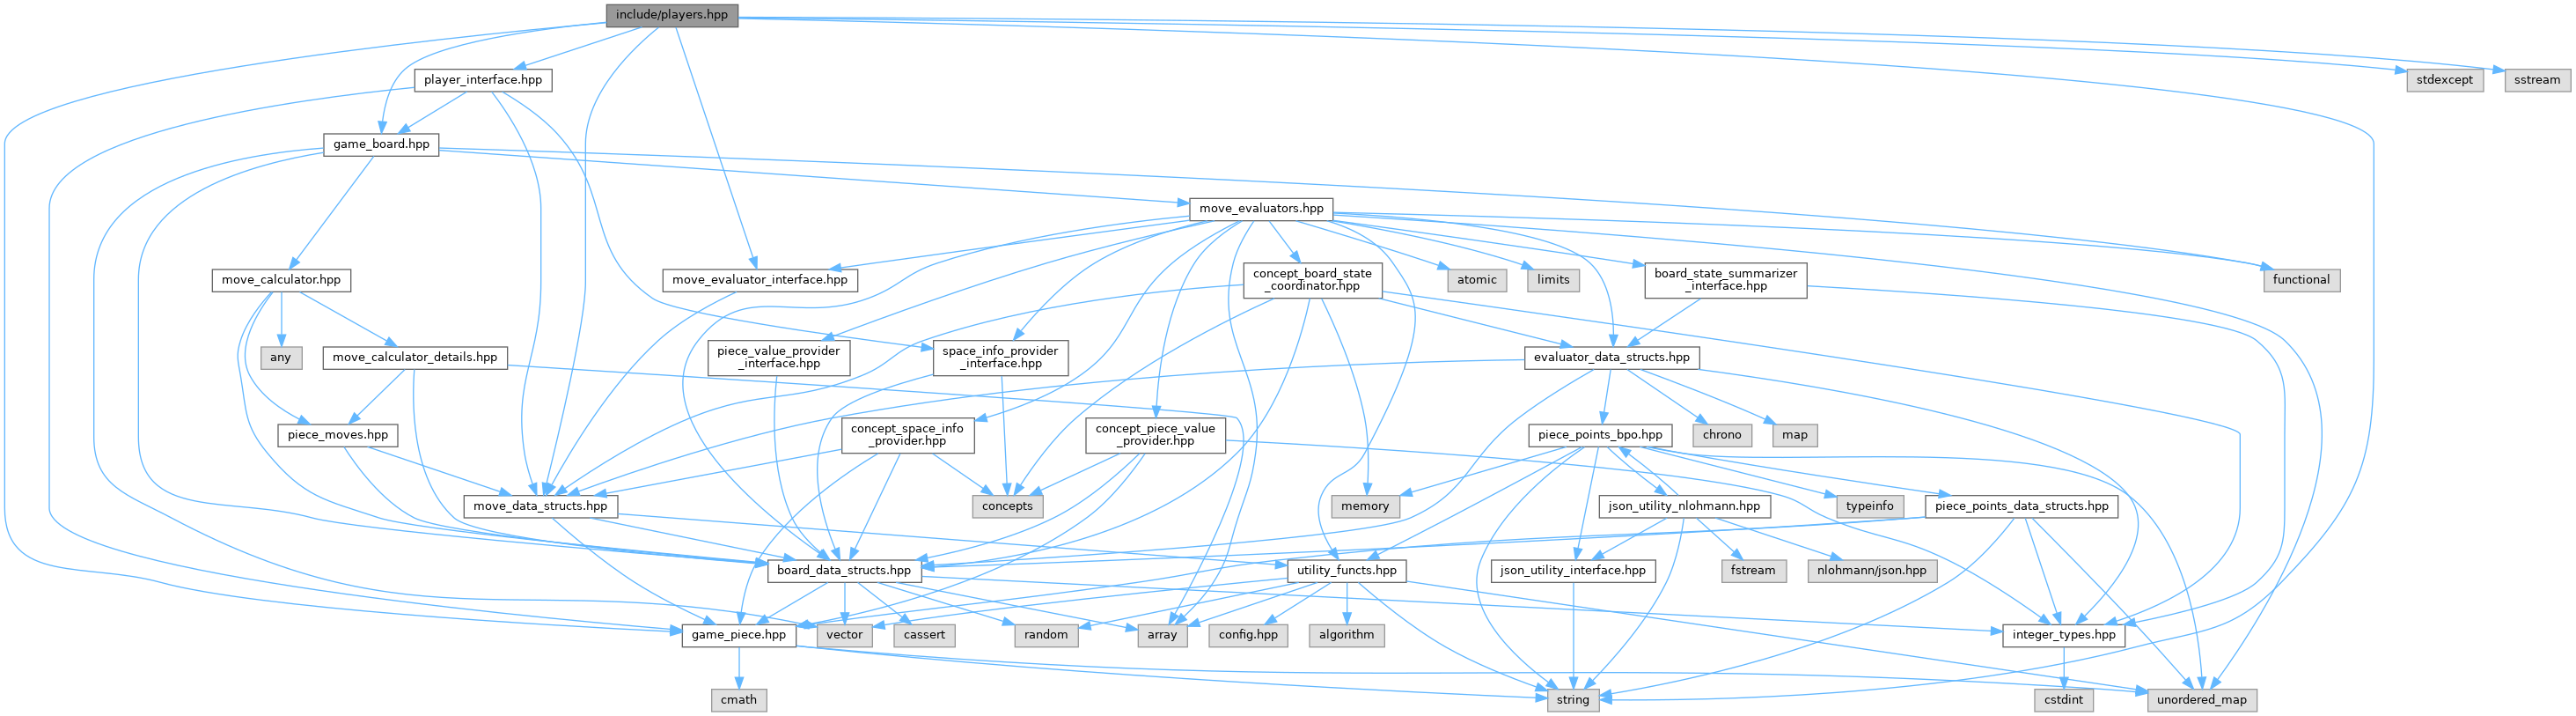 include/players.hpp
player_interface.hpp
stdexcept
sstream
game_board.hpp
move_evaluators.hpp
move_calculator.hpp
move_evaluator_interface.hpp
concept_board_state
_coordinator.hpp
atomic
limits
board_state_summarizer
_interface.hpp
functional
any
move_calculator_details.hpp
piece_value_provider
_interface.hpp
space_info_provider
_interface.hpp
evaluator_data_structs.hpp
piece_moves.hpp
concept_space_info
_provider.hpp
concept_piece_value
_provider.hpp
piece_points_bpo.hpp
chrono
map
move_data_structs.hpp
concepts
memory
json_utility_nlohmann.hpp
typeinfo
piece_points_data_structs.hpp
board_data_structs.hpp
utility_functs.hpp
json_utility_interface.hpp
fstream
nlohmann/json.hpp
game_piece.hpp
vector
cassert
random
array
config.hpp
algorithm
integer_types.hpp
cmath
string
cstdint
unordered_map